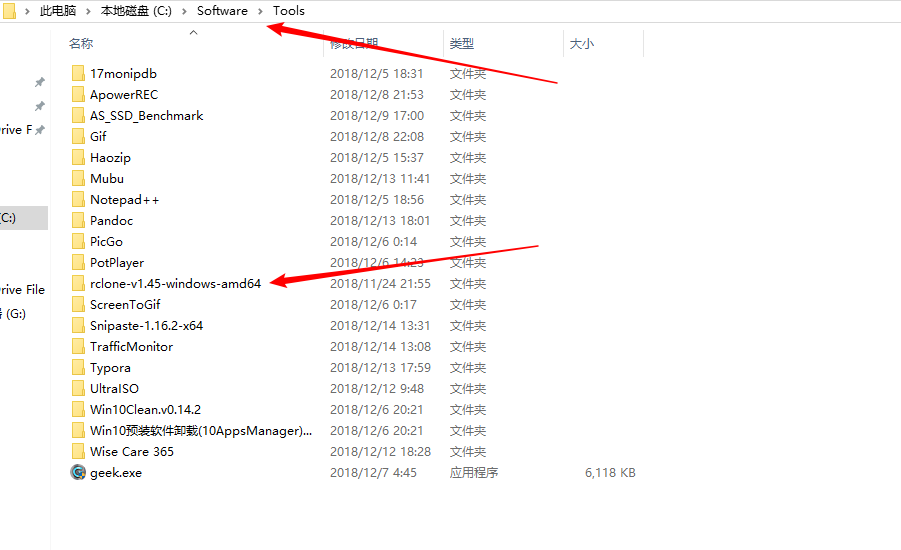 此电脑 > 本地磁盘 (C:) > Software > Tools
名称 修改日期 类型 大小
17monipdb 2018/12/5 18:31 文件夹
ApowerREC 2018/12/8 21:53 文件夹
AS_SSD_Benchmark 2018/12/9 17:00 文件夹
Gif 2018/12/8 22:08 文件夹
Haozip 2018/12/5 15:37 文件夹
Mubu 2018/12/13 11:41 文件夹
Notepad++ 2018/12/5 18:56 文件夹
Pandoc 2018/12/13 18:01 文件夹
PicGo 2018/12/6 0:14 文件夹
PotPlayer 2018/12/6 14:23 文件夹
rclone-v1.45-windows-amd64 2018/11/24 21:55 文件夹
ScreenToGif 2018/12/6 0:17 文件夹
Snipaste-1.16.2-x64 2018/12/14 13:31 文件夹
TrafficMonitor 2018/12/14 13:08 文件夹
Typora 2018/12/13 17:59 文件夹
UltraISO 2018/12/12 9:48 文件夹
Win10Clean.v0.14.2 2018/12/6 20:21 文件夹
Win10预装软件卸载(10AppsManager)... 2018/12/6 20:21 文件夹
Wise Care 365 2018/12/12 18:28 文件夹
geek.exe 2018/12/7 4:45 应用程序 6,118 KB
rive F
(C:)
rive File
(G:)